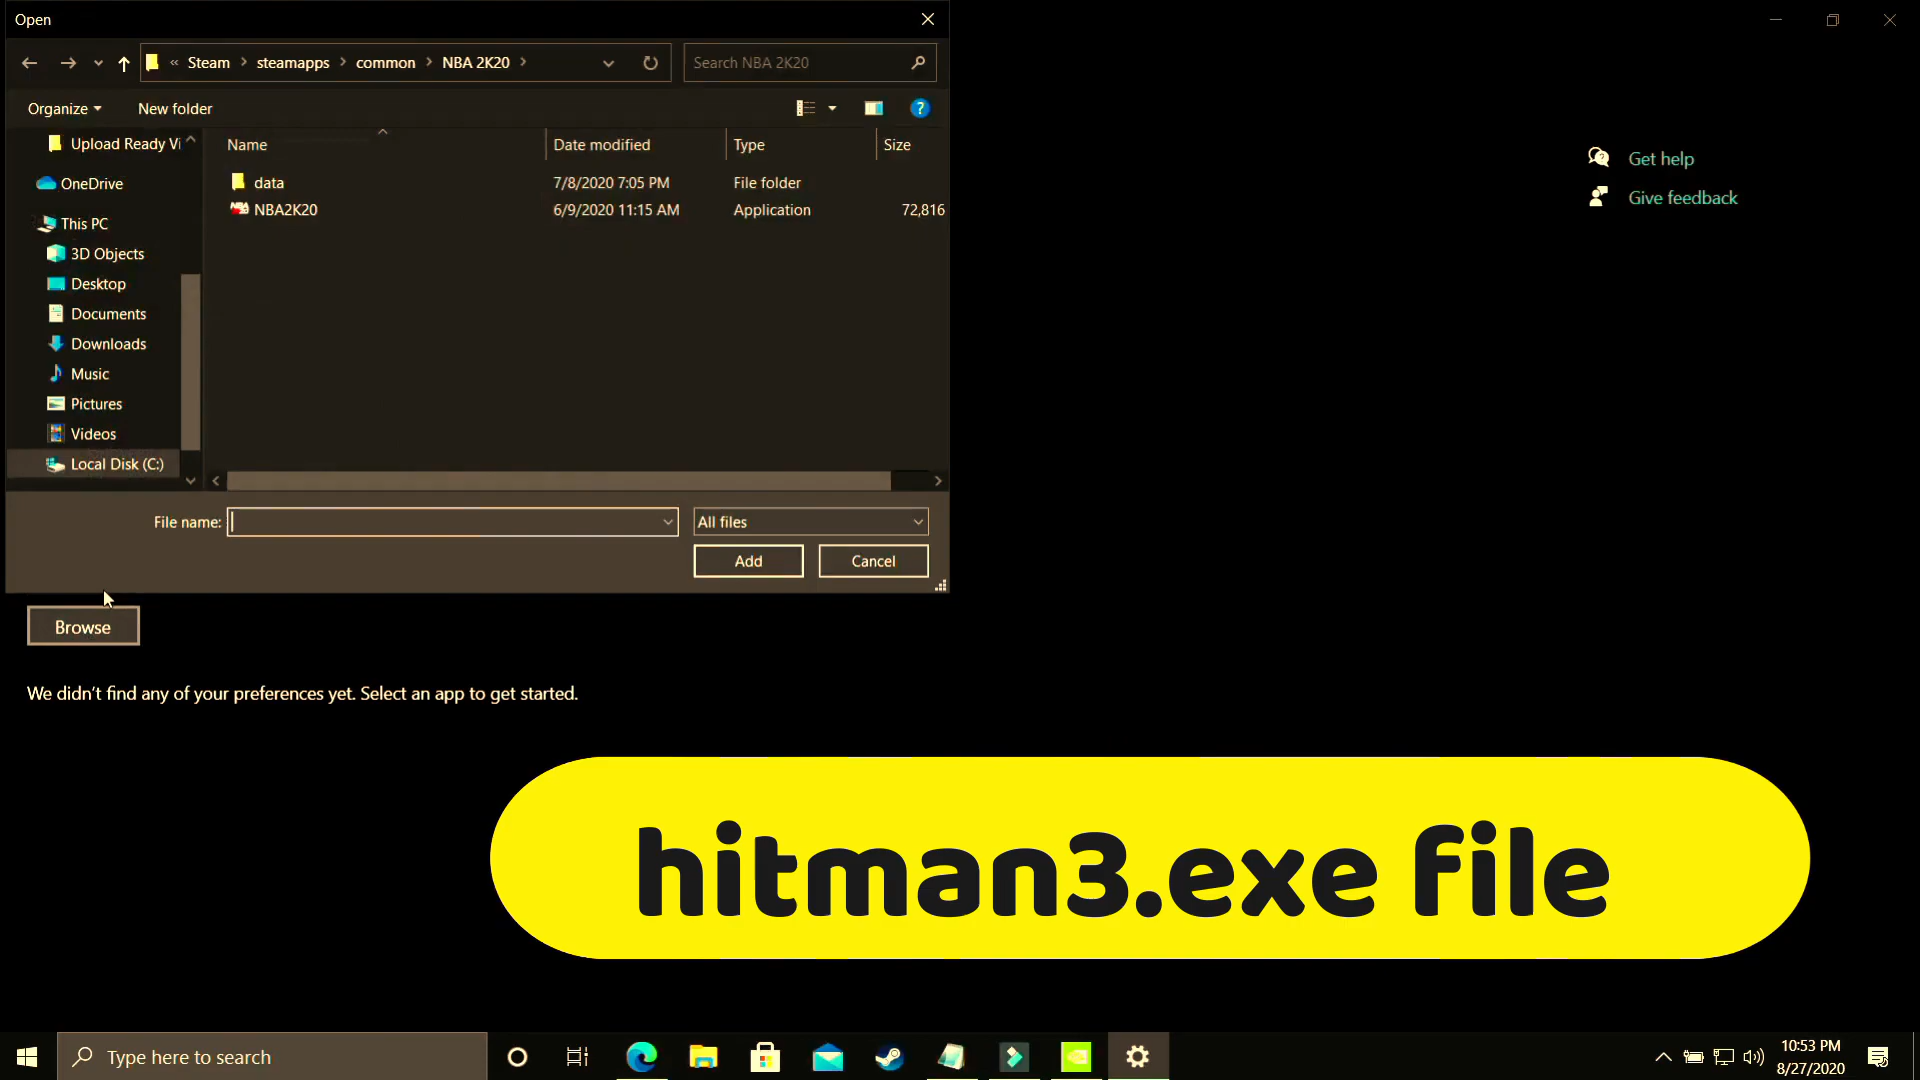 Open
« Steam > steamapps > common > NBA 2K20 >
Search NBA 2K20
Organize
New folder
Name
Date modified
Type
Size
data
7/8/2020 7:05 PM
File folder
NBA2K20
6/9/2020 11:15 AM
Application
72,816
Upload Ready Vi
OneDrive
This PC
3D Objects
Desktop
Documents
Downloads
Music
Pictures
Videos
Local Disk (C:)
File name:
All files
Add
Cancel
Get help
Give feedback
Browse
We didn't find any of your preferences yet. Select an app to get started.
hitman3.exe file
Type here to search
10:53 PM
8/27/2020